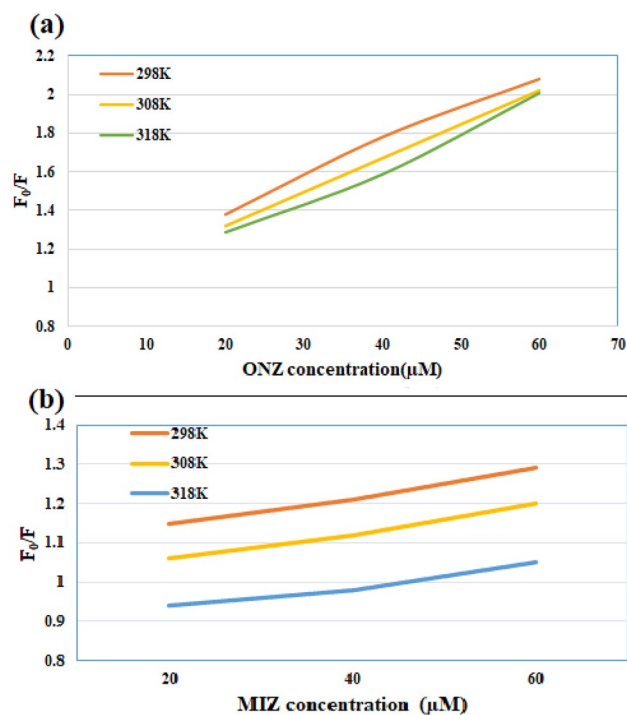 (a)
2.2
2
1.8
1.6
1.4
1.2
1
0.8
F₀/F
298K
308K
318K
0 10 20 30 40 50 60 70
ONZ concentration(µM)
(b)
1.4
1.3
1.2
1.1
1
0.9
0.8
F₀/F
298K
308K
318K
20 40 60
MIZ concentration (µM)